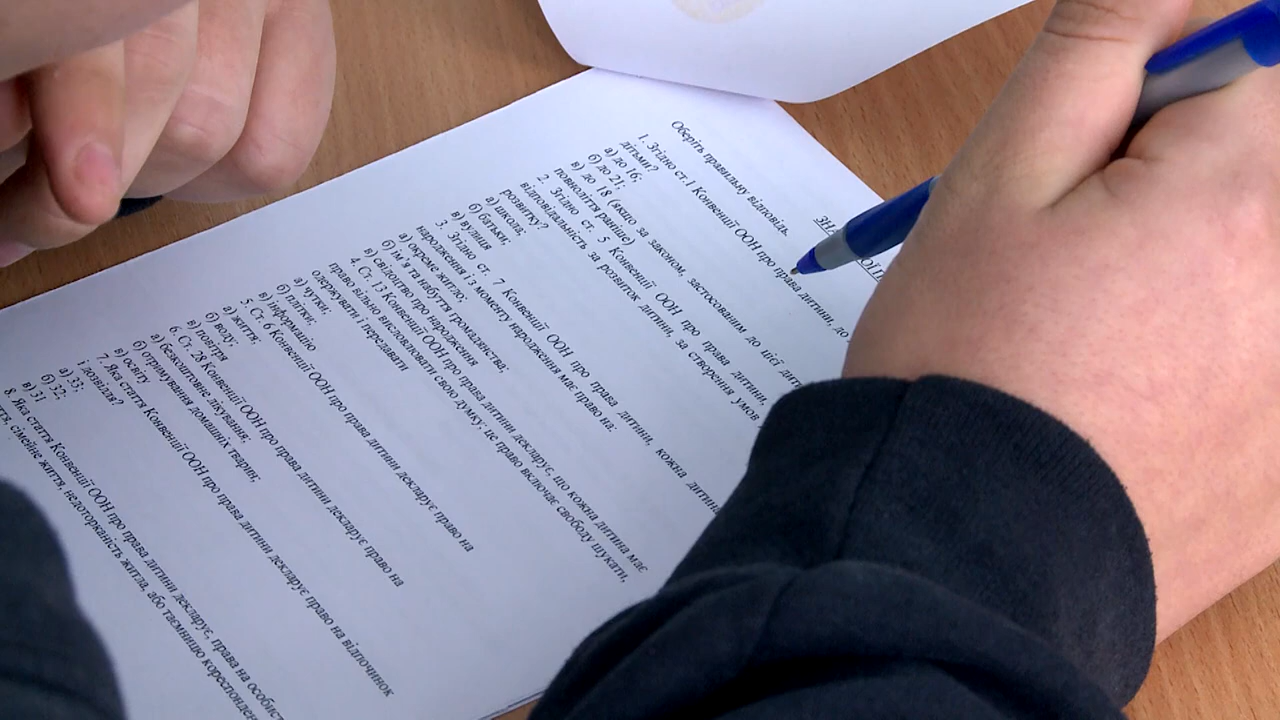 Оберіть правильну відповідь.
1. Згідно ст.1 Конвенції ООН про права дитини, до
дітьми?
а) до 16;
б) до 21;
в) до 18 (якщо за законом, застосованим до цієї
повноліття раніше)
2. Згідно ст. 5 Конвенції ООН про права дитини,
відповідальність за розвиток дитини, за створення умов
розвитку?
а) школа;
б) батьки;
в) вулиця
3. Згідно ст. 7 Конвенції ООН про права дитини, кожна дитина
народження і з моменту народження має право на:
а) окреме житло;
б) ім'я та набуття громадянства;
в) свідоцтво про народження
4. Ст. 13 Конвенції ООН про права дитини декларує, що кожна дитина має
право вільно висловлювати свою думку; це право включає свободу шукати,
одержувати і передавати
а) чутки;
б) плітки;
в) інформацію
5. Ст. 6 Конвенції ООН про права дитини декларує право на
а) життя;
б) воду;
в) повітря
6. Ст. 28 Конвенції ООН про права дитини декларує право на
а) безкоштовне лікування;
б) отримування домашніх тварин;
в) освіту
7. Яка стаття Конвенції ООН про права дитини декларує право на відпочинок
і дозвілля?
а) 33;
б) 32;
в) 31
8. Яка стаття Конвенції ООН про права дитини декларує, права на
сімейне життя, недоторканість житла, або таємницю